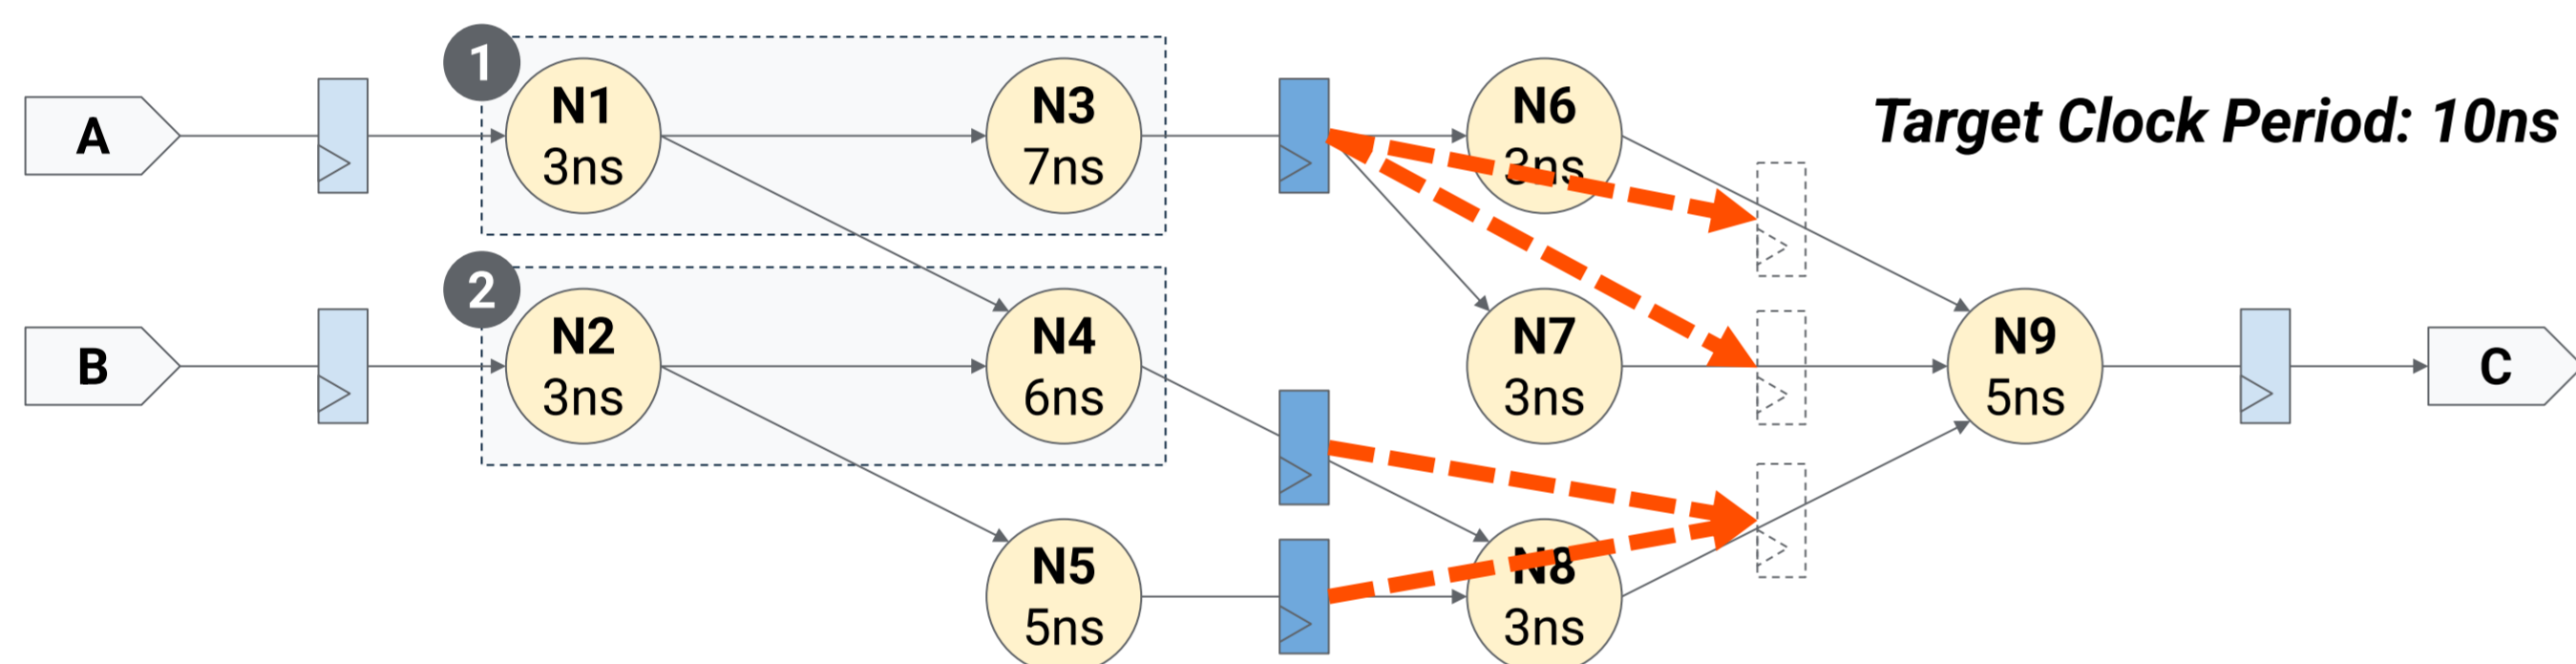 1
A
N1
3ns
N3
7ns
N6
3ns
Target Clock Period: 10ns
2
B
N2
3ns
N4
6ns
N7
3ns
N9
5ns
C
N5
5ns
N8
3ns